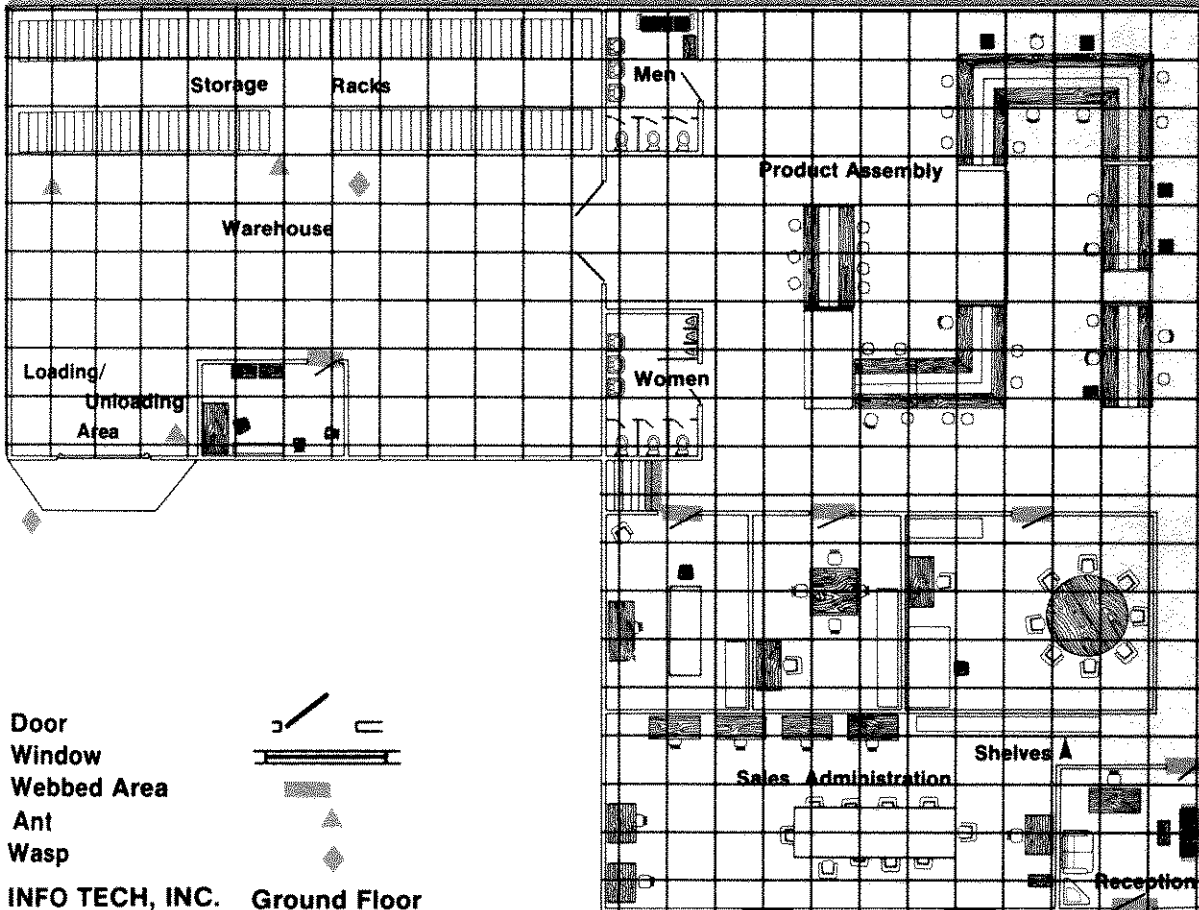 Men
Storage Racks
Product Assembly
Warehouse
Loading/
Unloading
Area
Women
Door
Window
Webbed Area
Ant
Wasp
INFO TECH, INC. Ground Floor
Shelves
Sales Administration
Reception